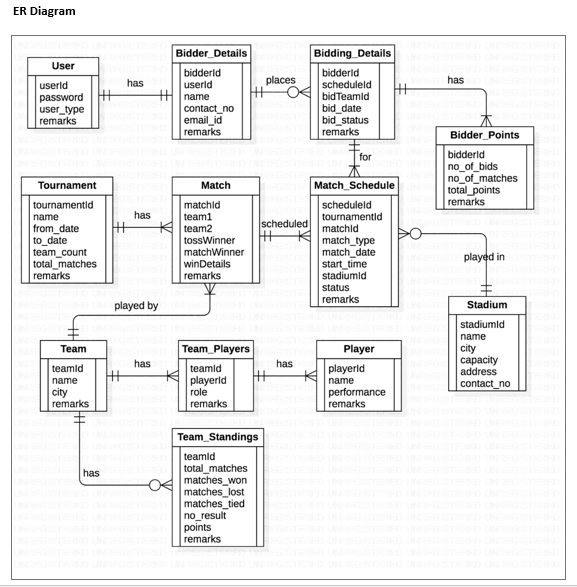 ER Diagram
User
userId
password
user_type
remarks
has
Bidder_Details
bidderId
userId
name
contact_no
email_id
remarks
places
Bidding_Details
bidderId
scheduleId
bidTeamId
bid_date
bid_status
remarks
has
Bidder_Points
bidderId
no_of_bids
no_of_matches
total_points
remarks
for
Tournament
tournamentId
name
from_date
to_date
team_count
total_matches
remarks
has
Match
matchId
team1
team2
tossWinner
matchWinner
winDetails
remarks
scheduled
Match_Schedule
scheduleId
tournamentId
matchId
match_type
match_date
start_time
stadiumId
status
remarks
played in
Stadium
stadiumId
name
city
capacity
address
contact_no
played by
Team
teamId
name
city
remarks
has
Team_Players
teamId
playerId
role
remarks
has
Player
playerId
name
performance
remarks
has
Team_Standings
teamId
total_matches
matches_won
matches_lost
matches_tied
no_result
points
remarks